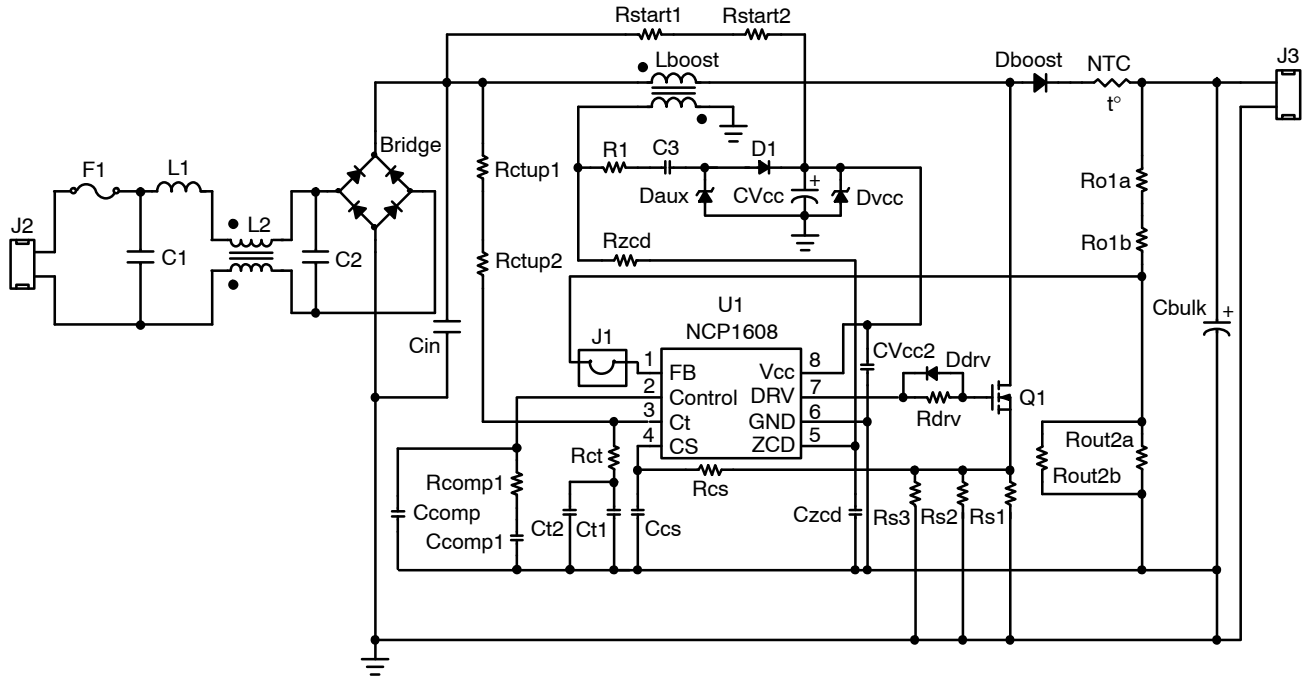 Rstart1
Rstart2
Lboost
Dboost
NTC
t°
J3
Bridge
F1
L1
R1
C3
D1
Rctup1
Daux
CVcc
+
Dvcc
Ro1a
J2
L2
C1
C2
Rzcd
Rctup2
Ro1b
U1
NCP1608
Cbulk
+
Cin
J1
CVcc2
Ddrv
1
FB
Vcc
8
2
Control
DRV
7
Rdrv
Q1
3
Ct
GND
6
4
CS
ZCD
5
Rct
Rout2a
Rout2b
Rcomp1
Rcs
Ccomp
Ccomp1
Ct2
Ct1
Ccs
Czcd
Rs3
Rs2
Rs1